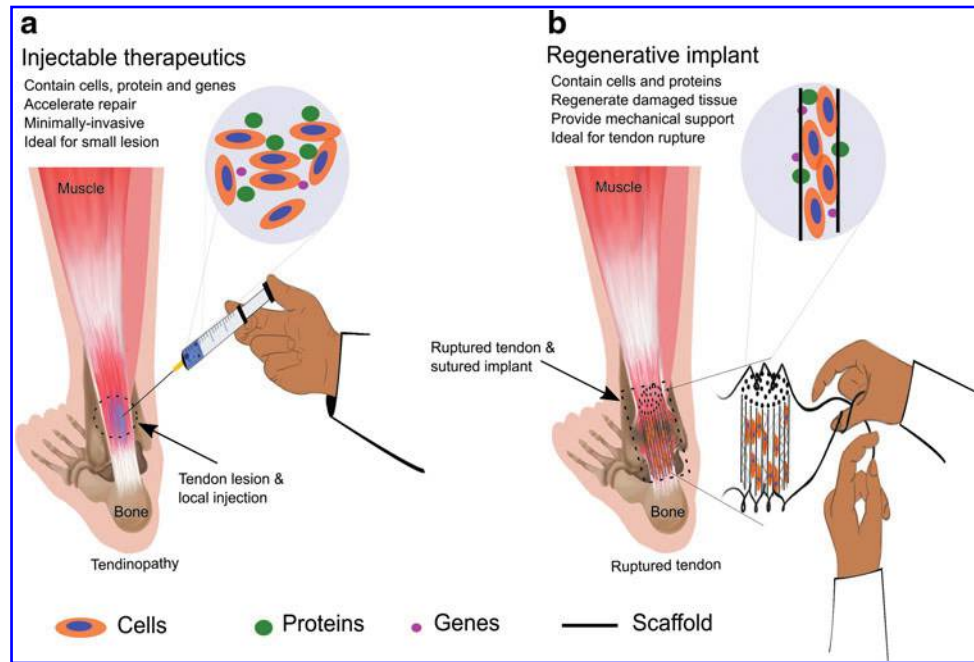 a
Injectable therapeutics
Contain cells, protein and genes
Accelerate repair
Minimally-invasive
Ideal for small lesion
Muscle
Tendon lesion &
local injection
Bone
Tendinopathy
b
Regenerative implant
Contain cells and proteins
Regenerate damaged tissue
Provide mechanical support
Ideal for tendon rupture
Muscle
Ruptured tendon &
sutured implant
Bone
Ruptured tendon
Cells
Proteins
Genes
Scaffold